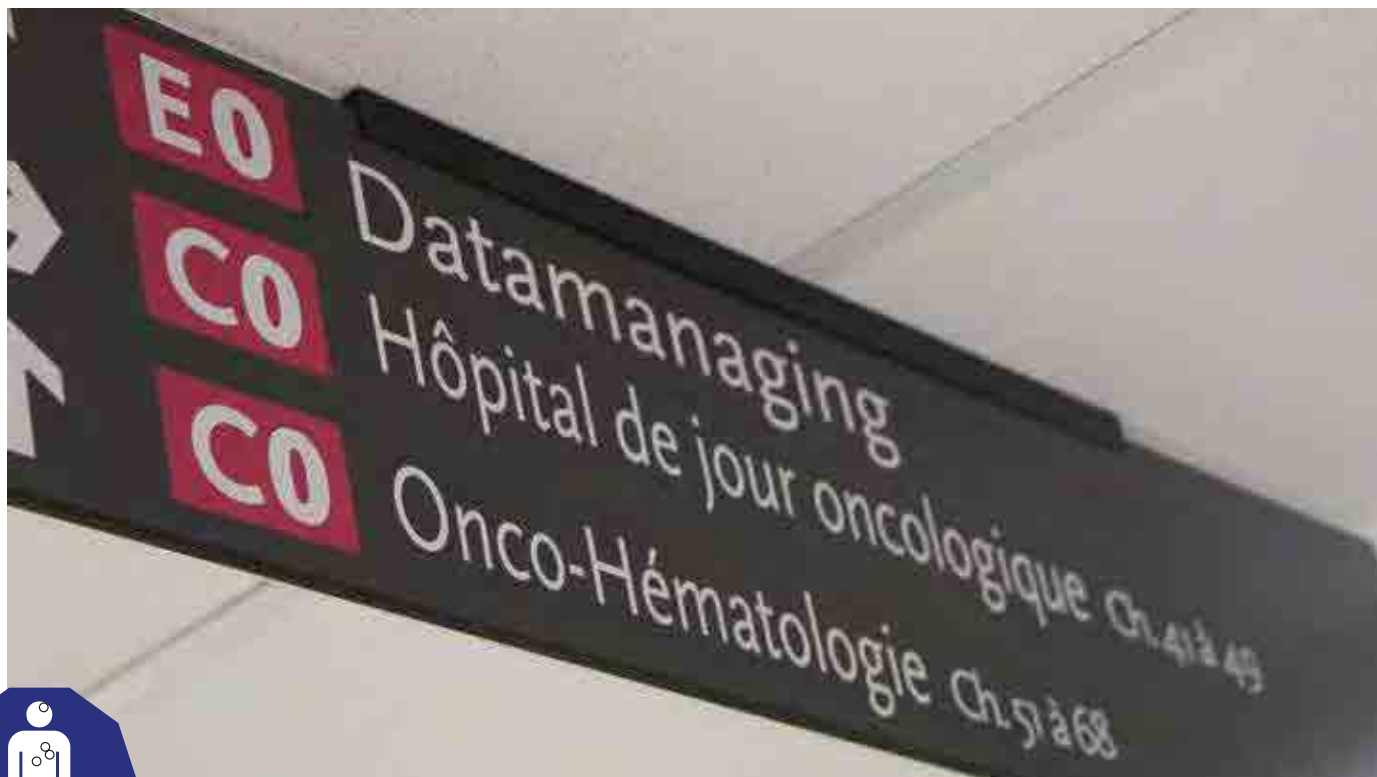 E0 Datamanaging
C0 Hôpital de jour oncologique Ch.41 à 49
C0 Onco-Hématologie Ch.51 à 68